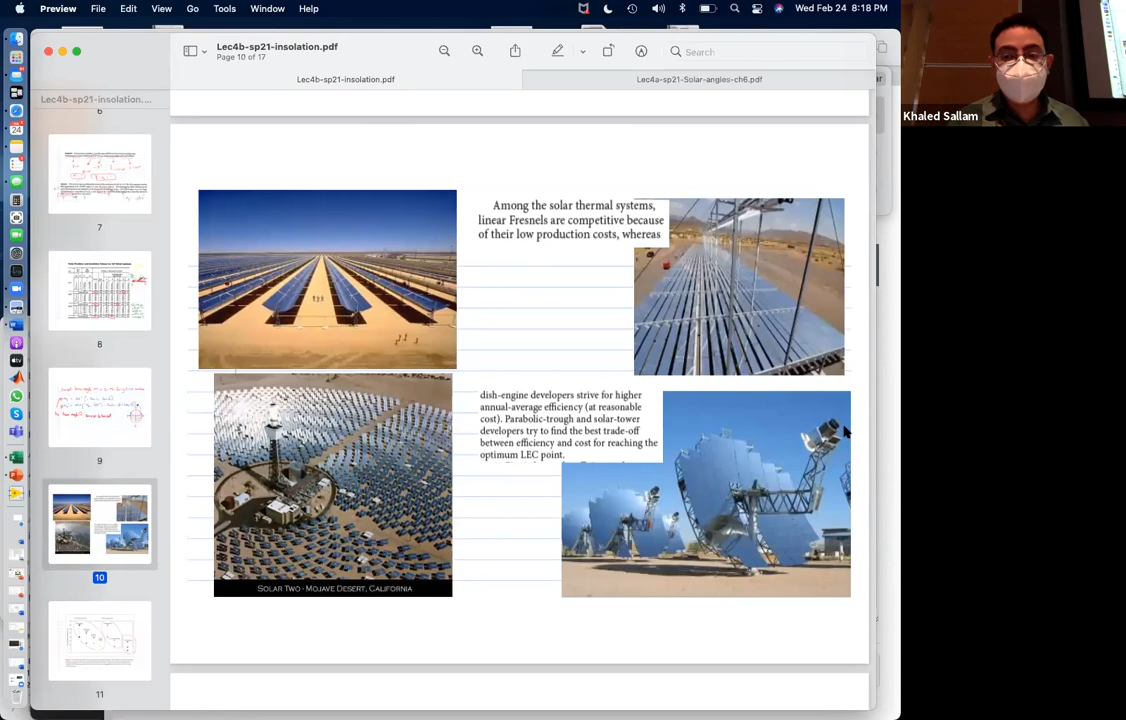 Preview File Edit View Go Tools Window Help
Wed Feb 24 8:18 PM
Lec4b-sp21-insolation.pdf
Page 10 of 17
Search
Lec4b-sp21-insolation.pdf
Lec4a-sp21-Solar-angles-ch6.pdf
Lec4b-sp21-insolation....
6
7
8
9
10
11
Among the solar thermal systems,
linear Fresnels are competitive because
of their low production costs, whereas
dish-engine developers strive for higher
annual-average efficiency (at reasonable
cost). Parabolic-trough and solar-tower
developers try to find the best trade-off
between efficiency and cost for reaching the
optimum LEC point.
SOLAR TWO - MOJAVE DESERT, CALIFORNIA
Khaled Sallam